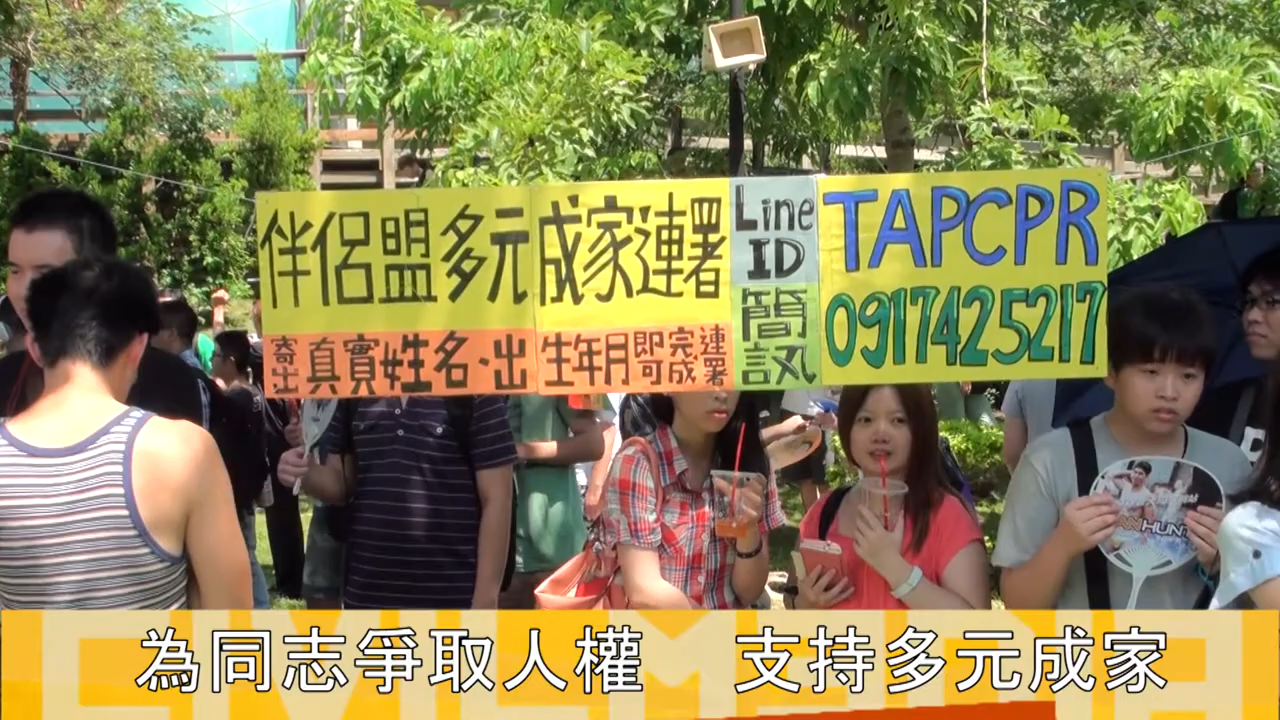 伴侶盟多元成家連署
寄出真實姓名·出生年月即可完成連署
Line
ID
簡
訊
TAPCPR
0917425217
HUNT
為同志爭取人權 支持多元成家